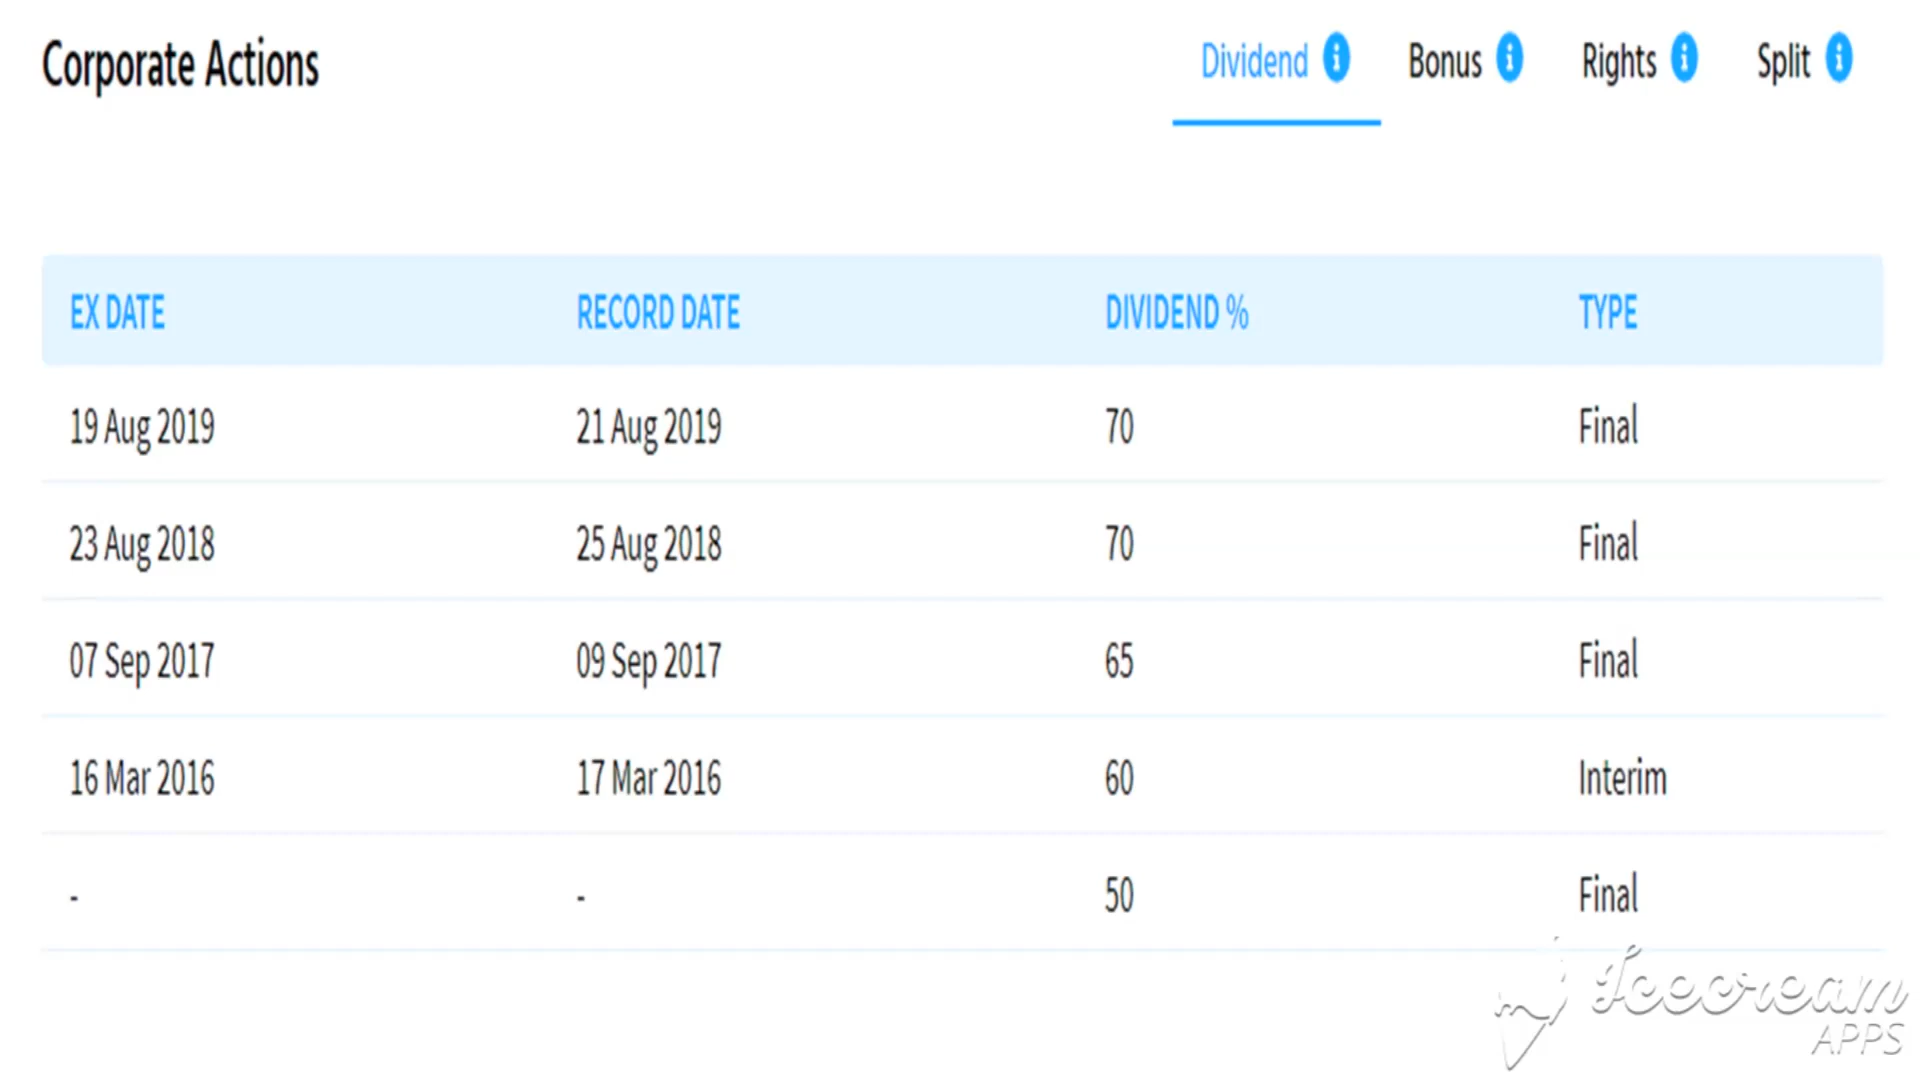 Corporate Actions
Dividend Bonus Rights Split
EX DATE RECORD DATE DIVIDEND % TYPE
19 Aug 2019 21 Aug 2019 70 Final
23 Aug 2018 25 Aug 2018 70 Final
07 Sep 2017 09 Sep 2017 65 Final
16 Mar 2016 17 Mar 2016 60 Interim
- - 50 Final
Icecream
APPS